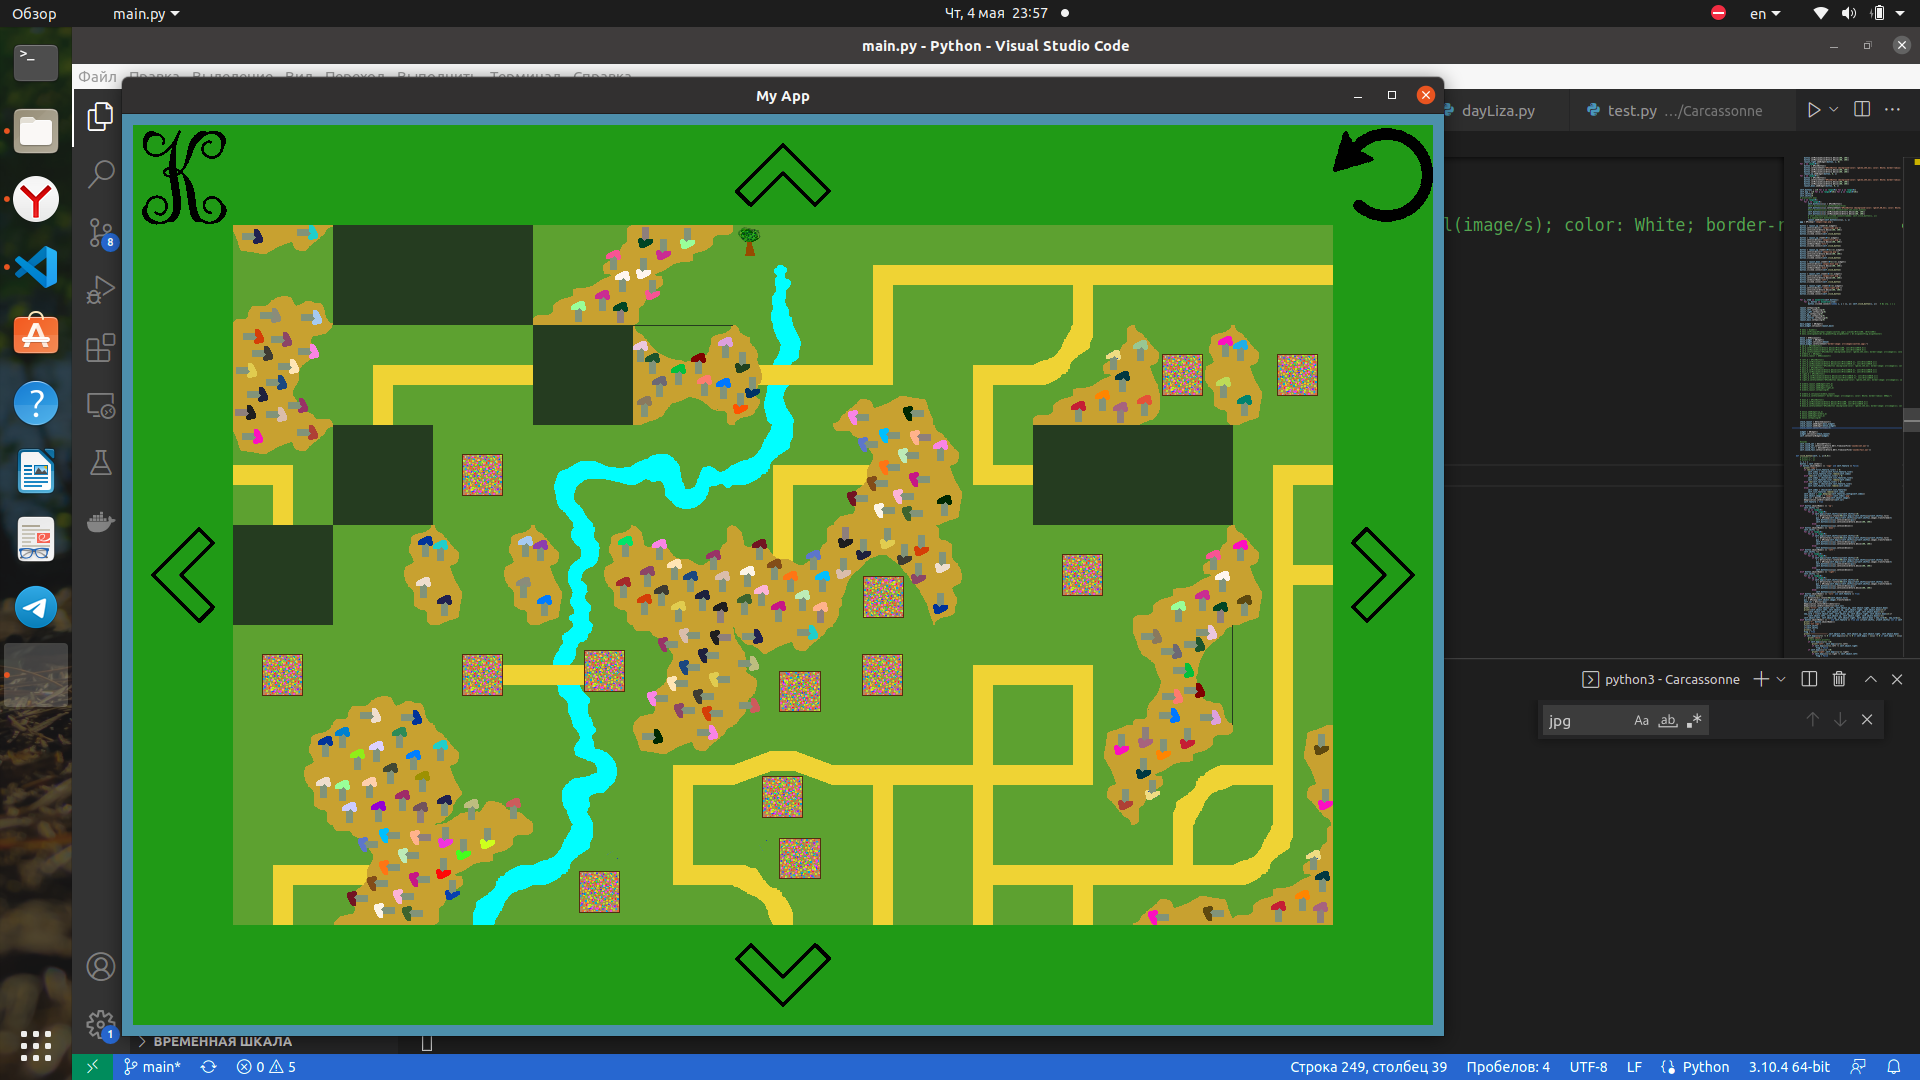 Обзор
main.py
Чт, 4 мая 23:57
en
main.py - Python - Visual Studio Code
Файл Правка Выделение Вид Переход Выполнить Терминал Справка
My App
dayLiza.py
test.py .../Carcassonne
K
l(image/s); color: White; border-r
8
python3 - Carcassonne
jpg
Aa ab
1
ВРЕМЕННАЯ ШКАЛА
main*
0
5
Строка 249, столбец 39
Пробелов: 4
UTF-8
LF
Python
3.10.4 64-bit